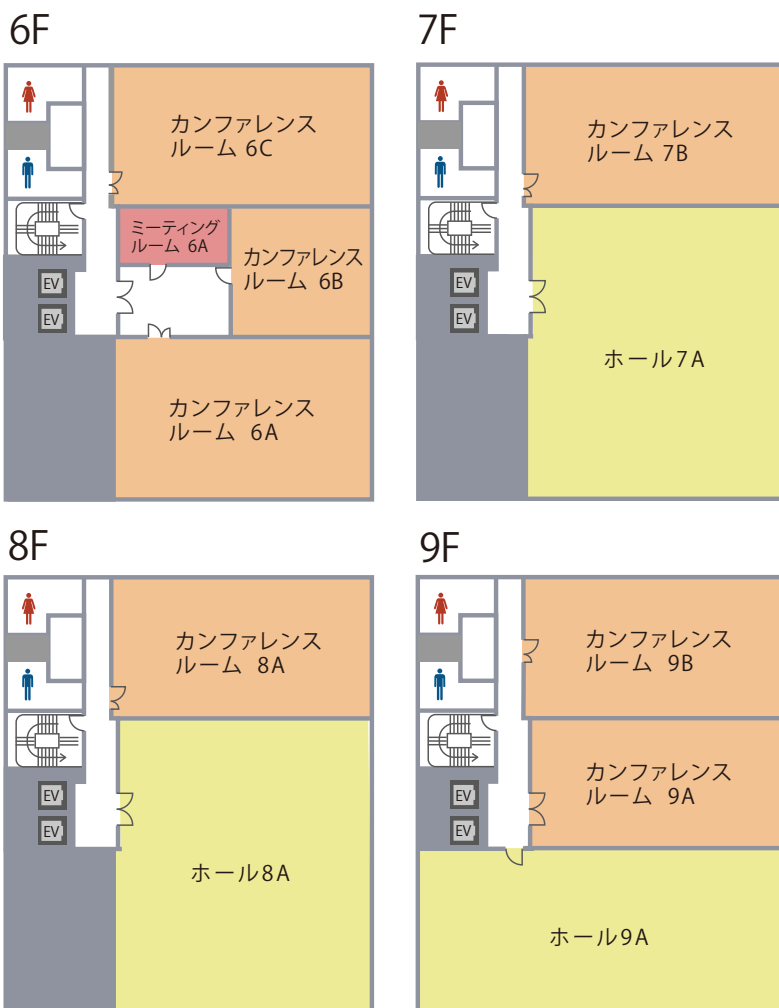 6F
カンファレンス
ルーム 6C
ミーティング
ルーム 6A
カンファレンス
ルーム 6B
EV
EV
カンファレンス
ルーム 6A
7F
カンファレンス
ルーム 7B
EV
EV
ホール7A
8F
カンファレンス
ルーム 8A
EV
EV
ホール8A
9F
カンファレンス
ルーム 9B
カンファレンス
ルーム 9A
EV
EV
ホール9A